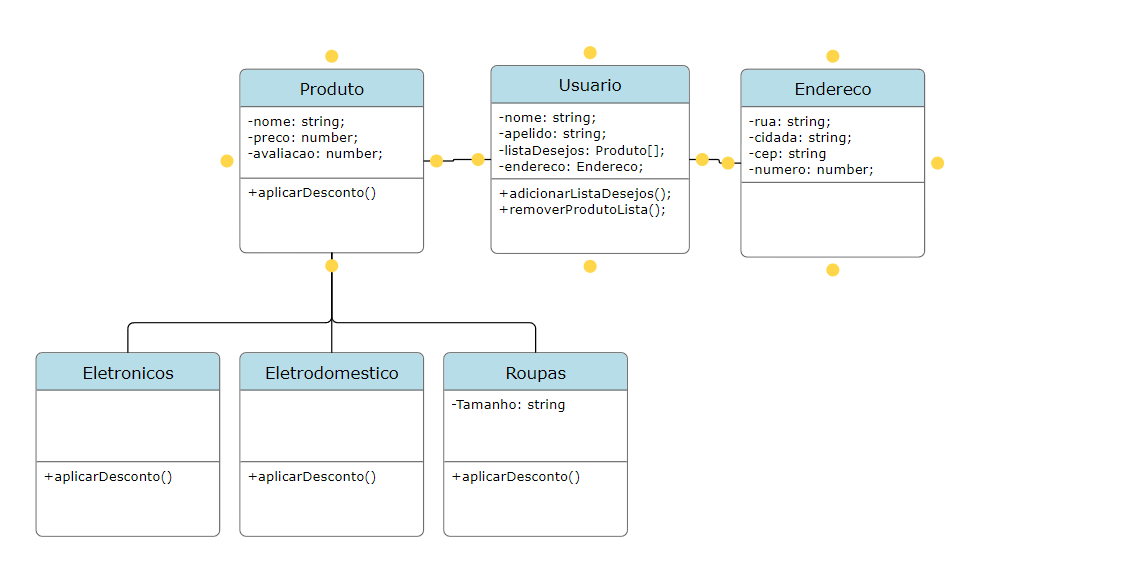 Produto
-nome: string;
-preco: number;
-avaliacao: number;
+aplicarDesconto()
Usuario
-nome: string;
-apelido: string;
-listaDesejos: Produto[];
-endereco: Endereco;
+adicionarListaDesejos();
+removerProdutoLista();
Endereco
-rua: string;
-cidada: string;
-cep: string
-numero: number;
Eletronicos
+aplicarDesconto()
Eletrodomestico
+aplicarDesconto()
Roupas
-Tamanho: string
+aplicarDesconto()